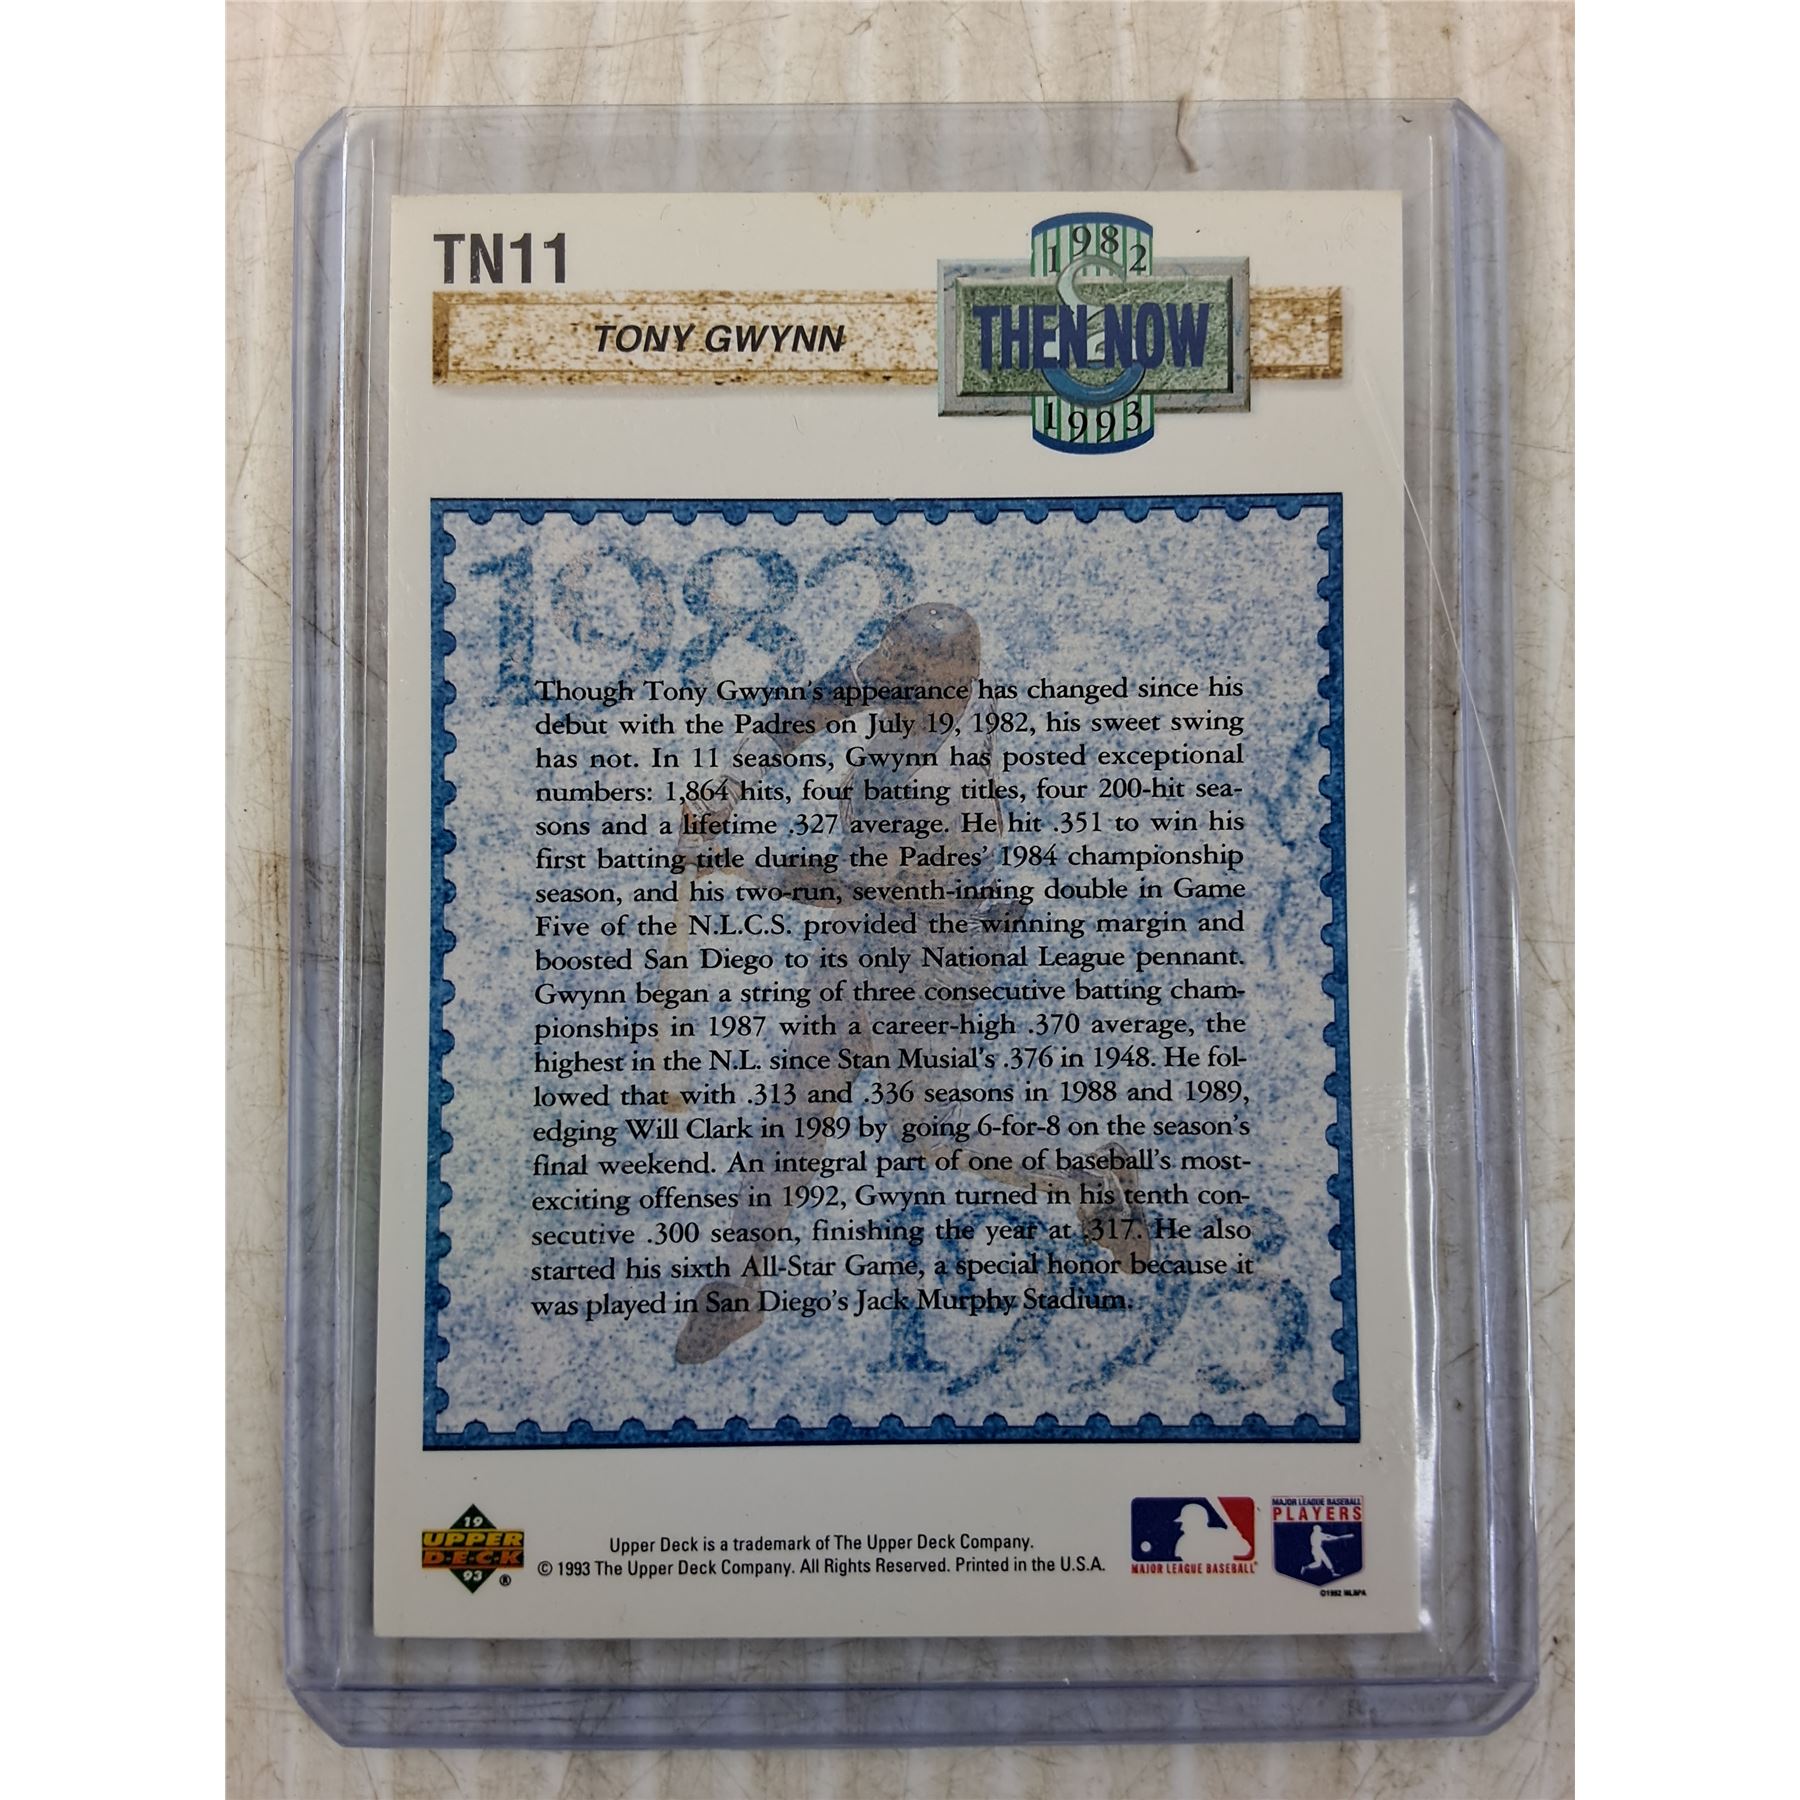 TN11
TONY GWYNN
1982
THEN & NOW
1993
1982
Though Tony Gwynn's appearance has changed since his
debut with the Padres on July 19, 1982, his sweet swing
has not. In 11 seasons, Gwynn has posted exceptional
numbers: 1,864 hits, four batting titles, four 200-hit sea-
sons and a lifetime .327 average. He hit .351 to win his
first batting title during the Padres' 1984 championship
season, and his two-run, seventh-inning double in Game
Five of the N.L.C.S. provided the winning margin and
boosted San Diego to its only National League pennant.
Gwynn began a string of three consecutive batting cham-
pionships in 1987 with a career-high .370 average, the
highest in the N.L. since Stan Musial's .376 in 1948. He fol-
lowed that with .313 and .336 seasons in 1988 and 1989,
edging Will Clark in 1989 by going 6-for-8 on the season's
final weekend. An integral part of one of baseball's most-
exciting offenses in 1992, Gwynn turned in his tenth con-
secutive .300 season, finishing the year at .317. He also
started his sixth All-Star Game, a special honor because it
was played in San Diego's Jack Murphy Stadium.
1993
19
UPPER
D·E·C·K
93 ®
Upper Deck is a trademark of The Upper Deck Company.
© 1993 The Upper Deck Company. All Rights Reserved. Printed in the U.S.A.
MAJOR LEAGUE BASEBALL
MAJOR LEAGUE BASEBALL
PLAYERS
©1992 MLBPA